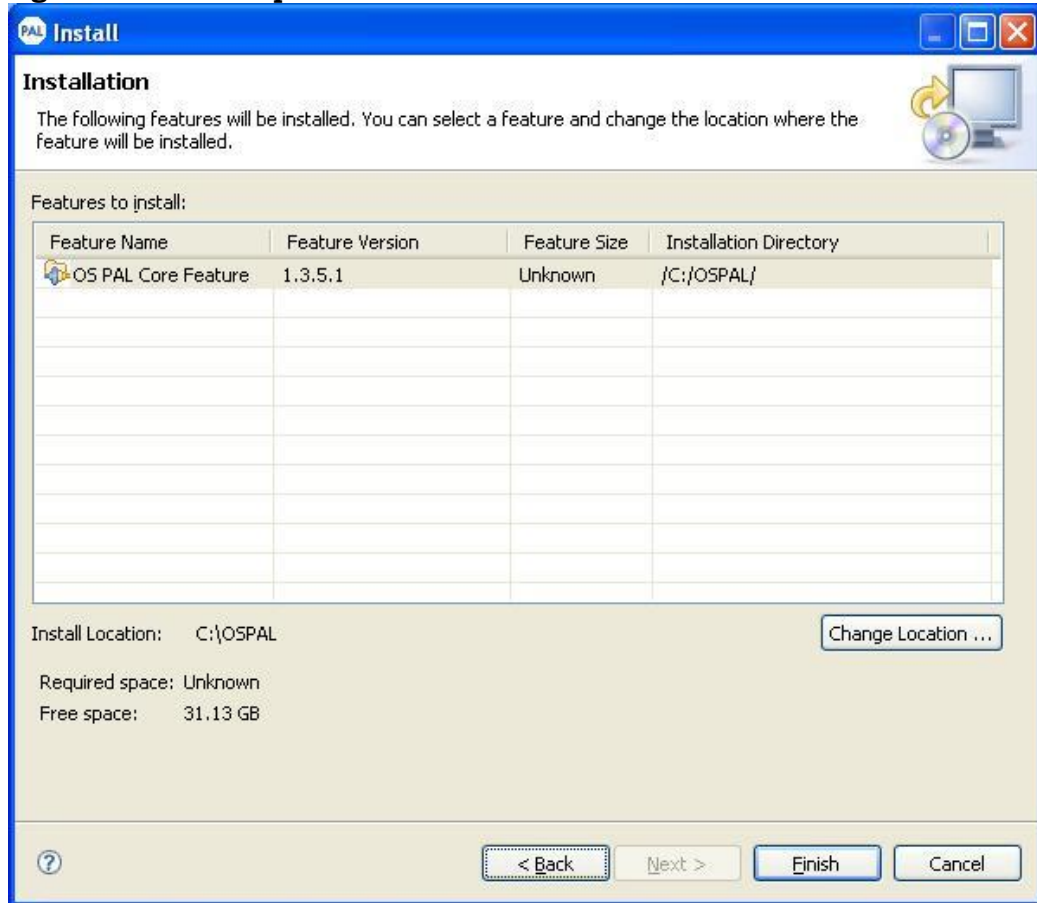 PAL Install
Installation
The following features will be installed. You can select a feature and change the location where the
feature will be installed.
Features to install:
Feature Name Feature Version Feature Size Installation Directory
OS PAL Core Feature 1.3.5.1 Unknown /C:/OSPAL/
Install Location: C:\OSPAL Change Location ...
Required space: Unknown
Free space: 31.13 GB
? < Back Next > Finish Cancel